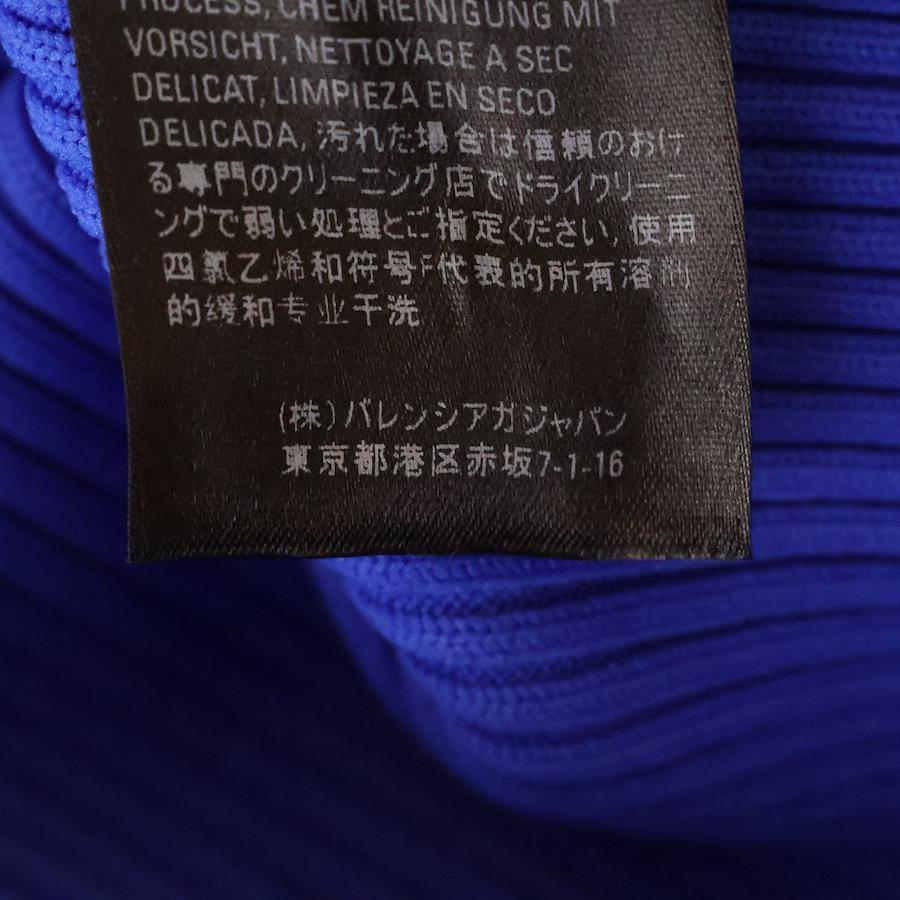 PROCESS, CHEM REINIGUNG MIT
VORSICHT, NETTOYAGE A SEC
DELICAT, LIMPIEZA EN SECO
DELICADA, 汚れた場合は信頼のおけ
る専門のクリーニング店でドライクリーニ
ングで弱い処理とご指定ください, 使用
四氯乙烯和符号F代表的所有溶剂
的缓和专业干洗
(株)バレンシアガジャパン
東京都港区赤坂7-1-16